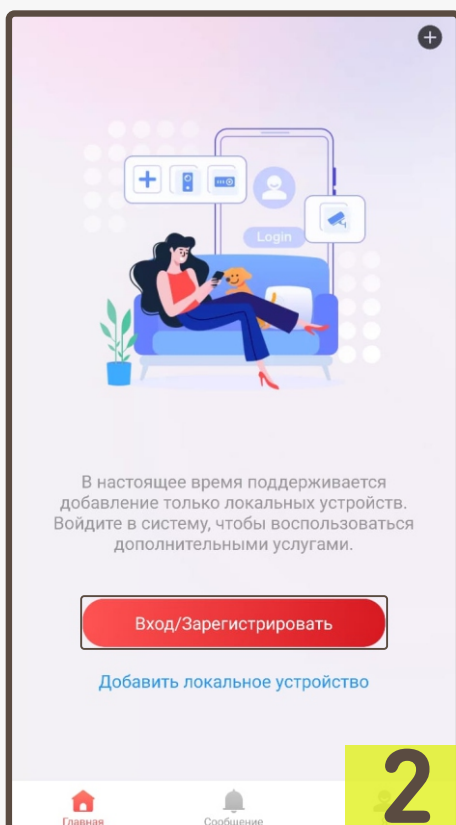 Login
В настоящее время поддерживается
добавление только локальных устройств.
Войдите в систему, чтобы воспользоваться
дополнительными услугами.
Вход/Зарегистрировать
Добавить локальное устройство
2
Главная
Сообщение